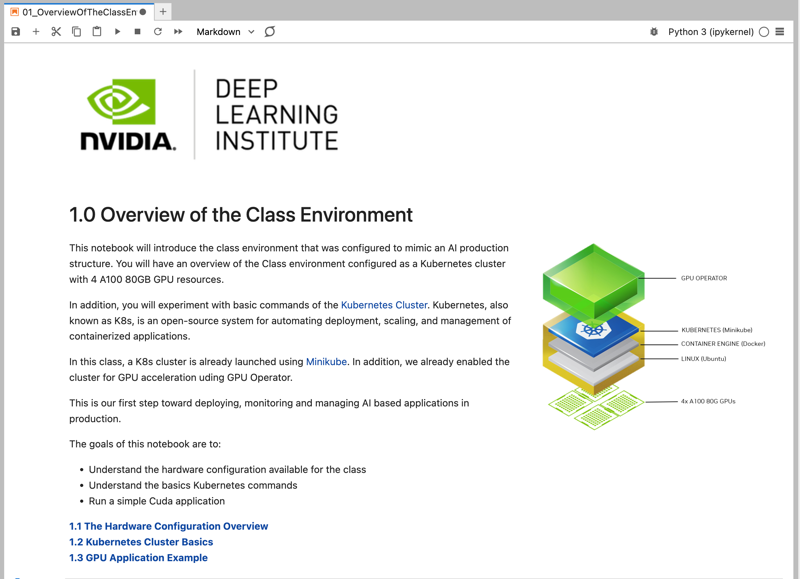 01_OverviewOfTheClassEn
Markdown
Python 3 (ipykernel)
NVIDIA.
DEEP
LEARNING
INSTITUTE
1.0 Overview of the Class Environment
This notebook will introduce the class environment that was configured to mimic an AI production
structure. You will have an overview of the Class environment configured as a Kubernetes cluster
with 4 A100 80GB GPU resources.
In addition, you will experiment with basic commands of the Kubernetes Cluster. Kubernetes, also
known as K8s, is an open-source system for automating deployment, scaling, and management of
containerized applications.
In this class, a K8s cluster is already launched using Minikube. In addition, we already enabled the
cluster for GPU acceleration uding GPU Operator.
This is our first step toward deploying, monitoring and managing AI based applications in
production.
The goals of this notebook are to:
• Understand the hardware configuration available for the class
• Understand the basics Kubernetes commands
• Run a simple Cuda application
1.1 The Hardware Configuration Overview
1.2 Kubernetes Cluster Basics
1.3 GPU Application Example
GPU OPERATOR
KUBERNETES (Minikube)
CONTAINER ENGINE (Docker)
LINUX (Ubuntu)
4x A100 80G GPUs